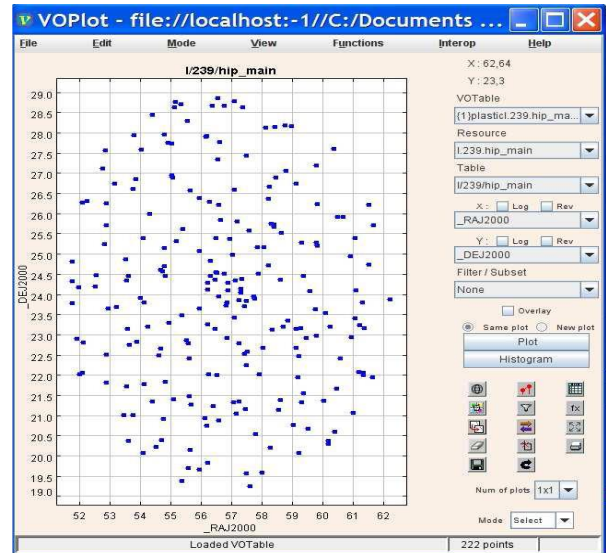 VOPlot - file://localhost:-1//C:/Documents ...
File Edit Mode View Functions Interop Help
I/239/hip_main
29.0
28.5
28.0
27.5
27.0
26.5
26.0
25.5
25.0
24.5
24.0
23.5
23.0
22.5
22.0
21.5
21.0
20.5
20.0
19.5
19.0
_DEJ2000
52 53 54 55 56 57 58 59 60 61 62
_RAJ2000
X : 62,64
Y : 23,3
VOTable
(1)plasticI.239.hip_ma...
Resource
I.239.hip_main
Table
I/239/hip_main
X : Log Rev
_RAJ2000
Y : Log Rev
_DEJ2000
Filter / Subset
None
Overlay
Same plot New plot
Plot
Histogram
fx
Num of plots 1x1
Mode Select
Loaded VOTable 222 points